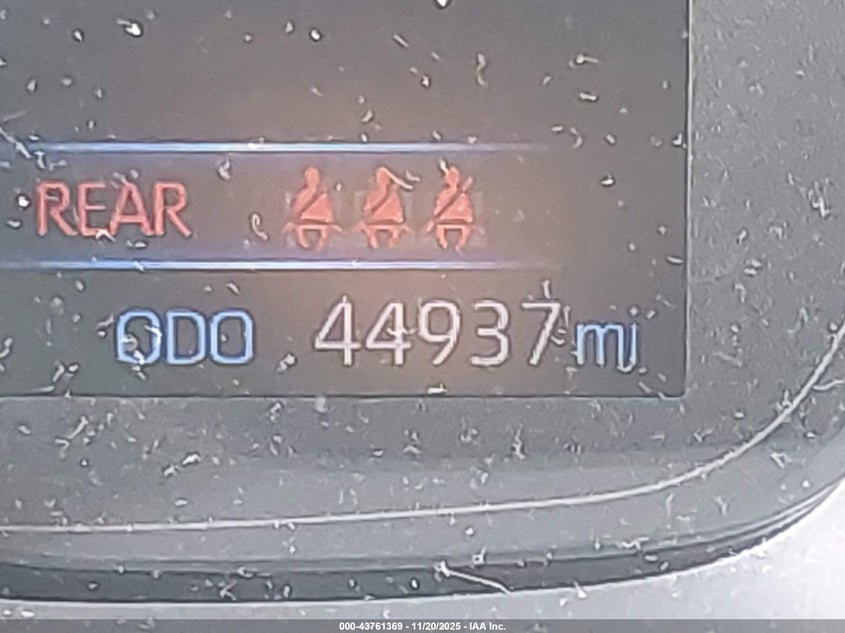 REAR
ODO 44937 mi
000-43761369 - 11/20/2025 - IAA Inc.